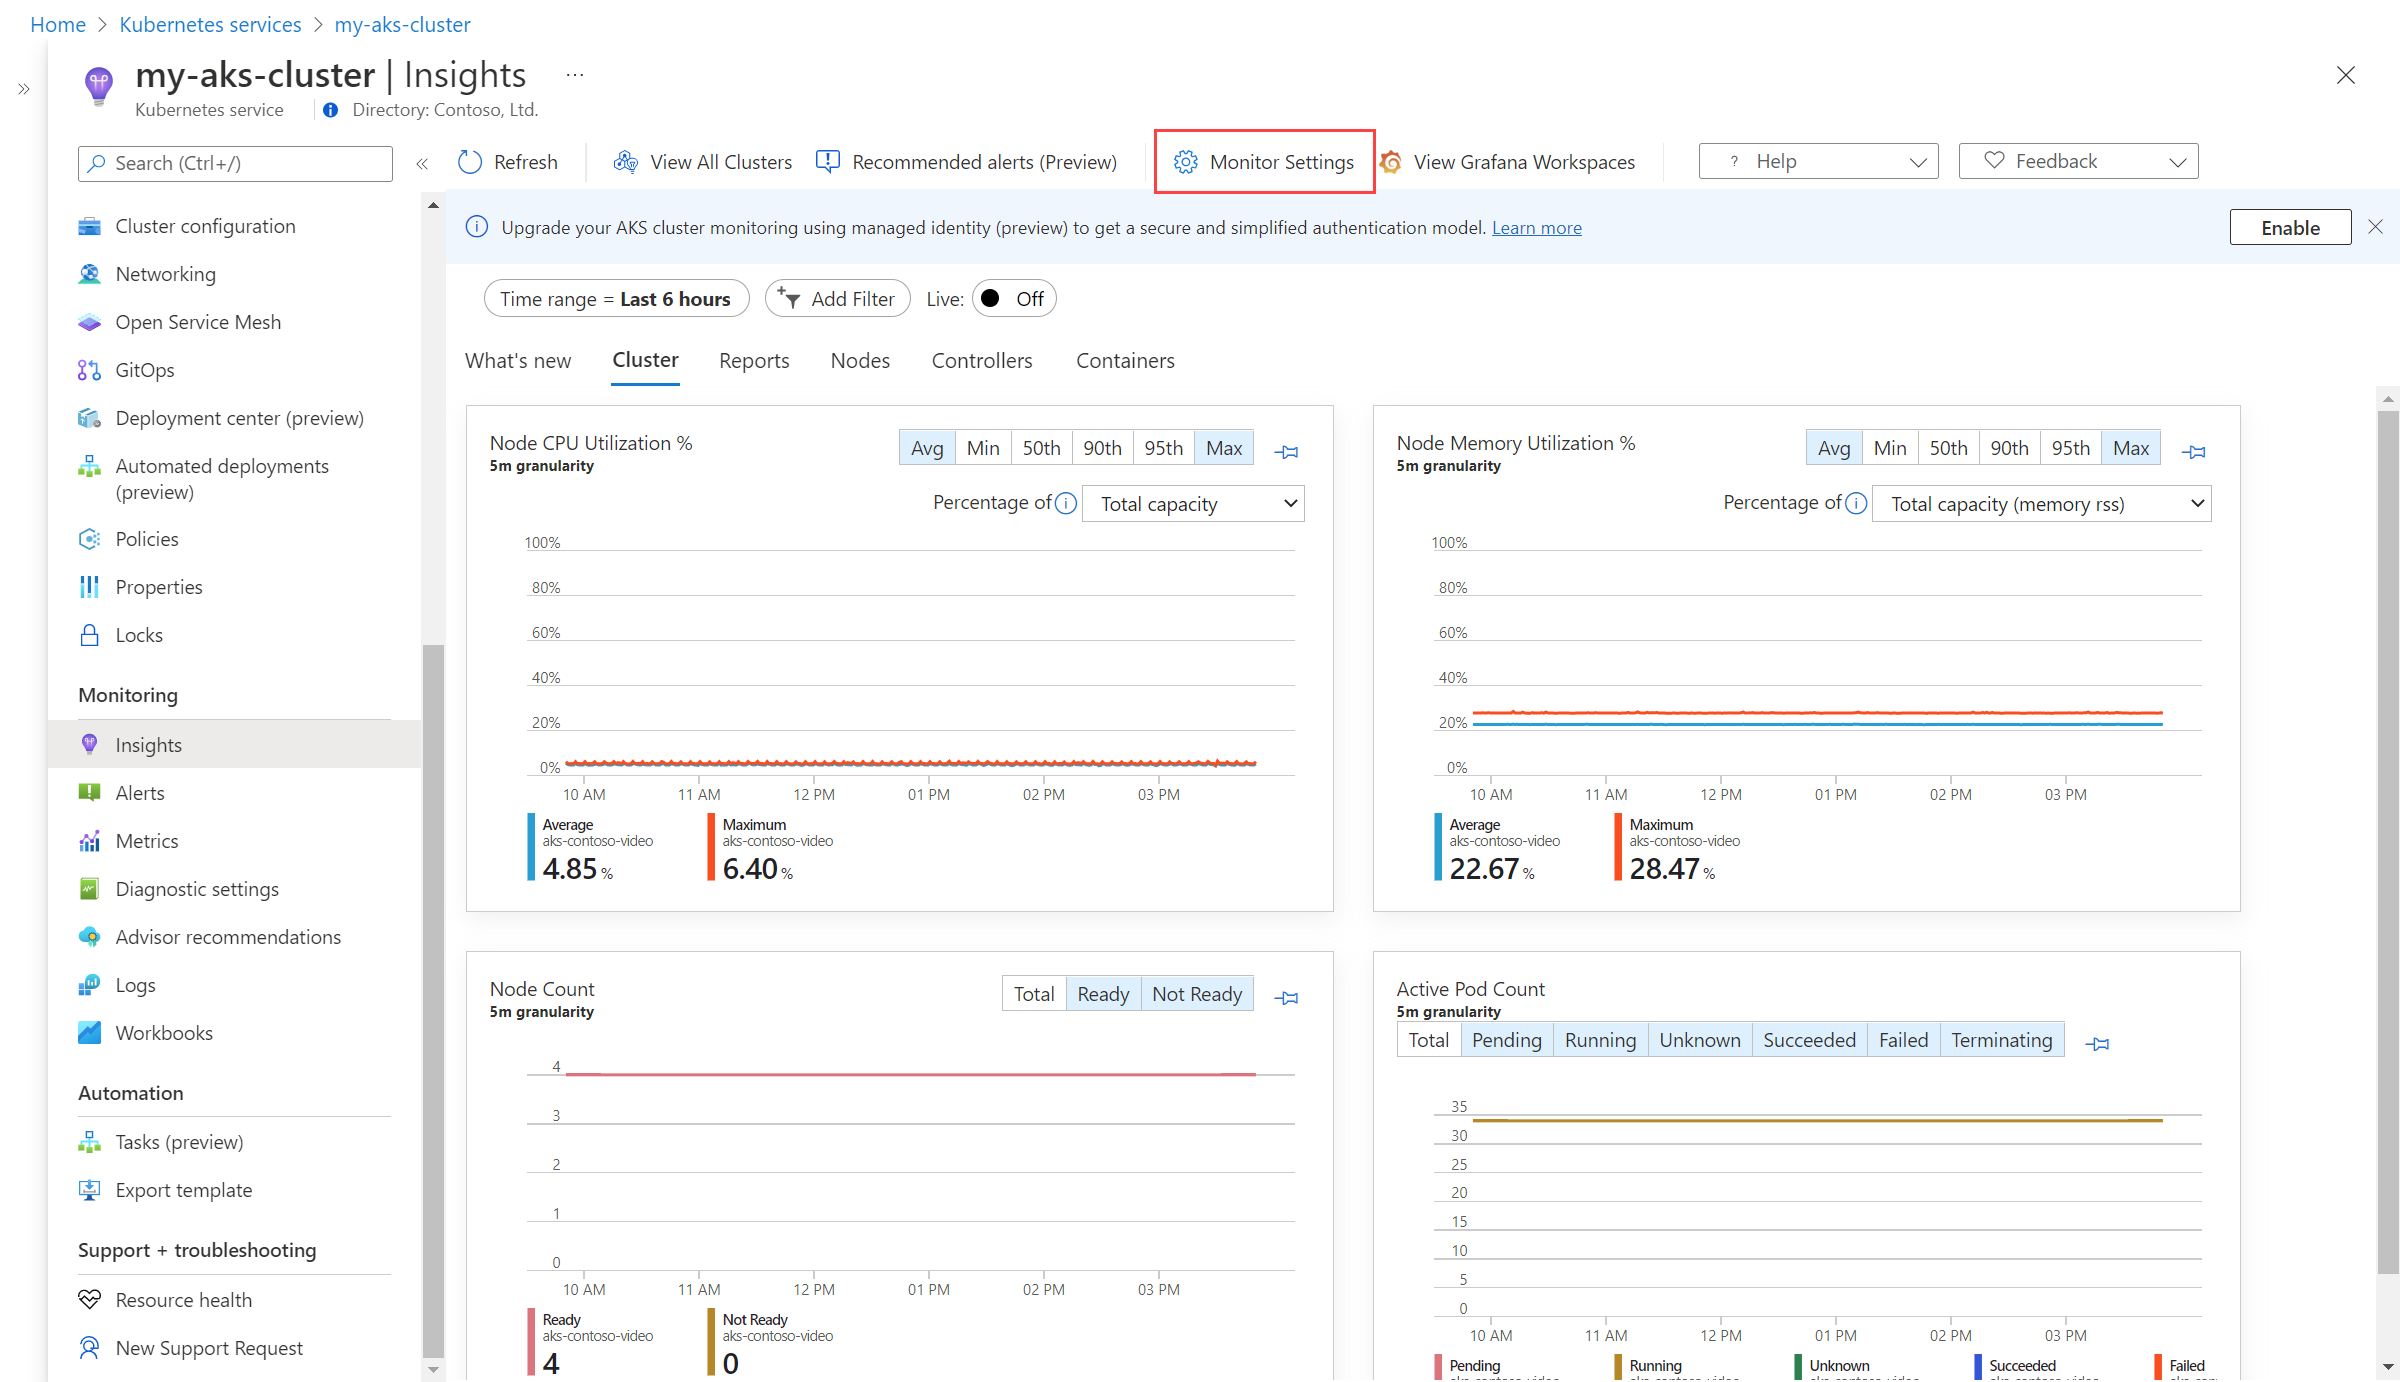 Home > Kubernetes services > my-aks-cluster
my-aks-cluster | Insights ...
Kubernetes service
Directory: Contoso, Ltd.
Search (Ctrl+/)
Refresh
View All Clusters
Recommended alerts (Preview)
Monitor Settings
View Grafana Workspaces
? Help
Feedback
Cluster configuration
Networking
Open Service Mesh
GitOps
Deployment center (preview)
Automated deployments
(preview)
Policies
Properties
Locks
Monitoring
Insights
Alerts
Metrics
Diagnostic settings
Advisor recommendations
Logs
Workbooks
Automation
Tasks (preview)
Export template
Support + troubleshooting
Resource health
New Support Request
Upgrade your AKS cluster monitoring using managed identity (preview) to get a secure and simplified authentication model. Learn more
Enable
Time range = Last 6 hours
Add Filter
Live: Off
What's new
Cluster
Reports
Nodes
Controllers
Containers
Node CPU Utilization %
5m granularity
Avg Min 50th 90th 95th Max
Percentage of Total capacity
100%
80%
60%
40%
20%
0%
10 AM 11 AM 12 PM 01 PM 02 PM 03 PM
Average
aks-contoso-video
4.85 %
Maximum
aks-contoso-video
6.40 %
Node Memory Utilization %
5m granularity
Avg Min 50th 90th 95th Max
Percentage of Total capacity (memory rss)
100%
80%
60%
40%
20%
0%
10 AM 11 AM 12 PM 01 PM 02 PM 03 PM
Average
aks-contoso-video
22.67 %
Maximum
aks-contoso-video
28.47 %
Node Count
5m granularity
Total Ready Not Ready
4
3
2
1
0
10 AM 11 AM 12 PM 01 PM 02 PM 03 PM
Ready
aks-contoso-video
4
Not Ready
aks-contoso-video
0
Active Pod Count
5m granularity
Total Pending Running Unknown Succeeded Failed Terminating
35
30
25
20
15
10
5
0
10 AM 11 AM 12 PM 01 PM 02 PM 03 PM
Pending Running Unknown Succeeded Failed